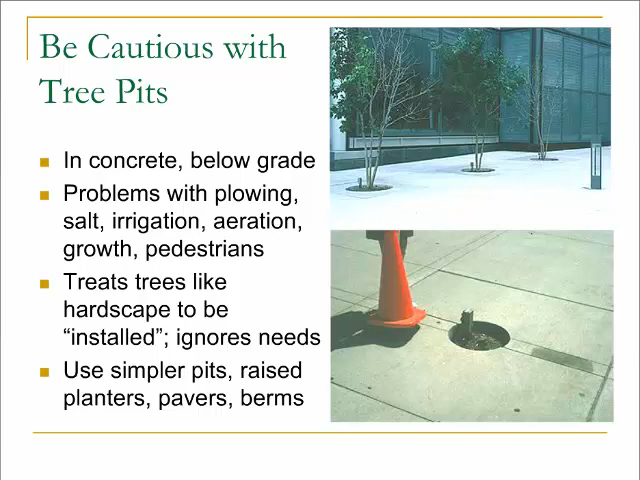 Be Cautious with
Tree Pits
In concrete, below grade
Problems with plowing,
salt, irrigation, aeration,
growth, pedestrians
Treats trees like
hardscape to be
“installed”; ignores needs
Use simpler pits, raised
planters, pavers, berms